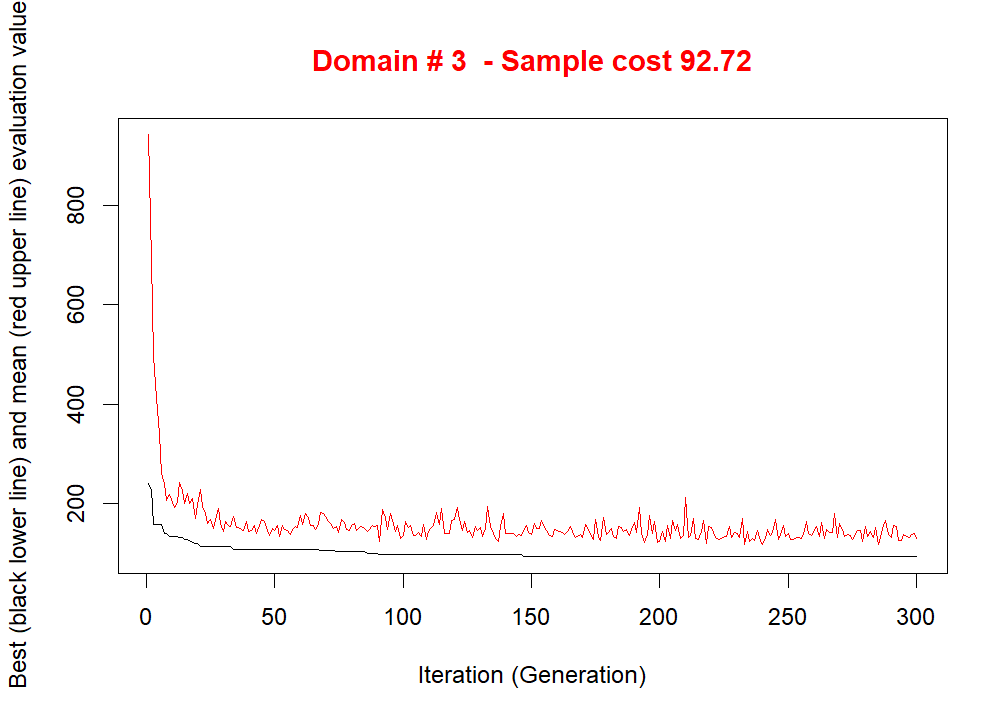 Domain # 3  - Sample cost 92.72
Best (black lower line) and mean (red upper line) evaluation value
800
600
400
200
0 50 100 150 200 250 300
Iteration (Generation)